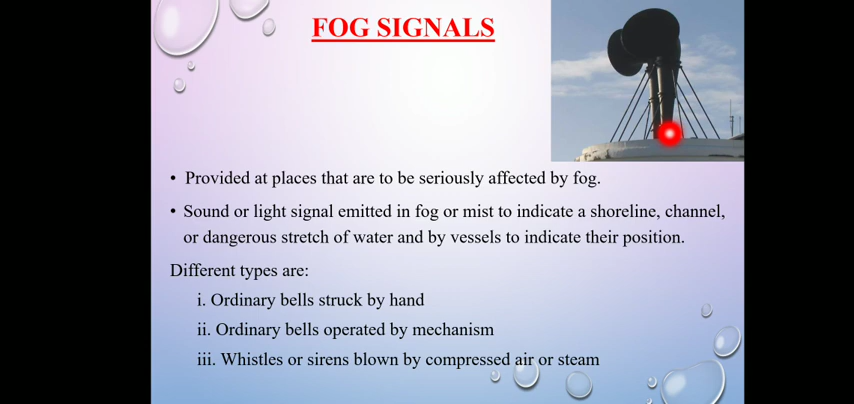 FOG SIGNALS
• Provided at places that are to be seriously affected by fog.
• Sound or light signal emitted in fog or mist to indicate a shoreline, channel,
or dangerous stretch of water and by vessels to indicate their position.
Different types are:
i. Ordinary bells struck by hand
ii. Ordinary bells operated by mechanism
iii. Whistles or sirens blown by compressed air or steam